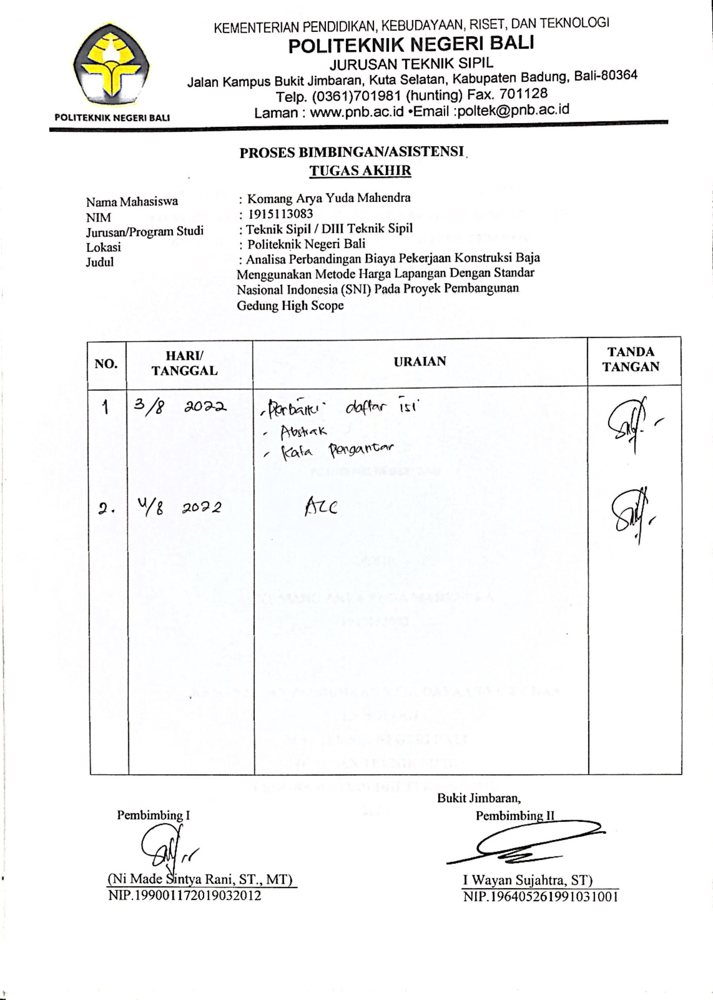 KEMENTERIAN PENDIDIKAN, KEBUDAYAAN, RISET, DAN TEKNOLOGI
POLITEKNIK NEGERI BALI
JURUSAN TEKNIK SIPIL
Jalan Kampus Bukit Jimbaran, Kuta Selatan, Kabupaten Badung, Bali-80364
Telp. (0361)701981 (hunting) Fax. 701128
Laman : www.pnb.ac.id •Email :poltek@pnb.ac.id
POLITEKNIK NEGERI BALI
PROSES BIMBINGAN/ASISTENSI
TUGAS AKHIR
Nama Mahasiswa : Komang Arya Yuda Mahendra
NIM : 1915113083
Jurusan/Program Studi : Teknik Sipil / DIII Teknik Sipil
Lokasi : Politeknik Negeri Bali
Judul : Analisa Perbandingan Biaya Pekerjaan Konstruksi Baja
Menggunakan Metode Harga Lapangan Dengan Standar
Nasional Indonesia (SNI) Pada Proyek Pembangunan
Gedung High Scope
NO. HARI/ TANGGAL URAIAN TANDA TANGAN
1 3/8 2022 - Perbaiki daftar isi
- Abstrak
- Kata Pengantar
2. 4/8 2022 ACC
Bukit Jimbaran,
Pembimbing I Pembimbing II
(Ni Made Sintya Rani, ST., MT) I Wayan Sujahtra, ST)
NIP.199001172019032012 NIP.196405261991031001